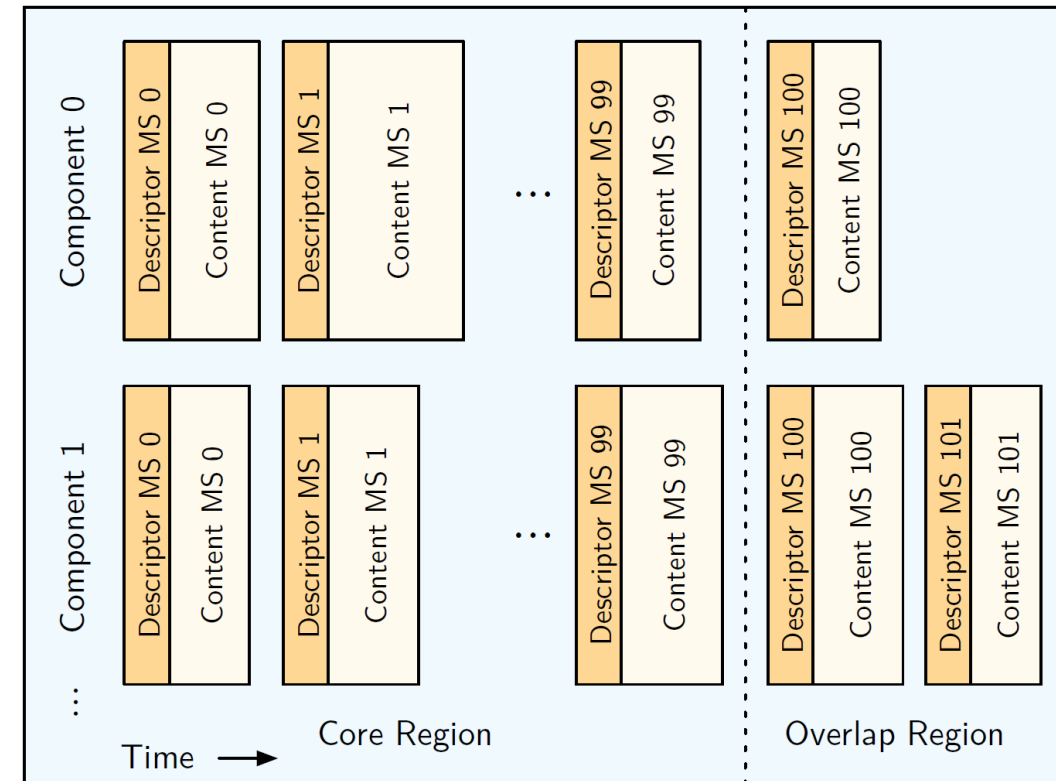 Component 0
Descriptor MS 0
Content MS 0
Descriptor MS 1
Content MS 1
...
Descriptor MS 99
Content MS 99
Descriptor MS 100
Content MS 100
Component 1
Descriptor MS 0
Content MS 0
Descriptor MS 1
Content MS 1
...
Descriptor MS 99
Content MS 99
Descriptor MS 100
Content MS 100
Descriptor MS 101
Content MS 101
...
Time
Core Region
Overlap Region